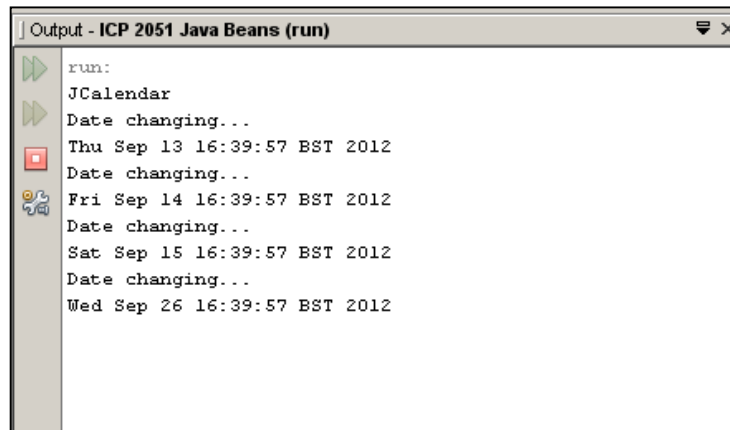 Output - ICP 2051 Java Beans (run)
run:
JCalendar
Date changing...
Thu Sep 13 16:39:57 BST 2012
Date changing...
Fri Sep 14 16:39:57 BST 2012
Date changing...
Sat Sep 15 16:39:57 BST 2012
Date changing...
Wed Sep 26 16:39:57 BST 2012